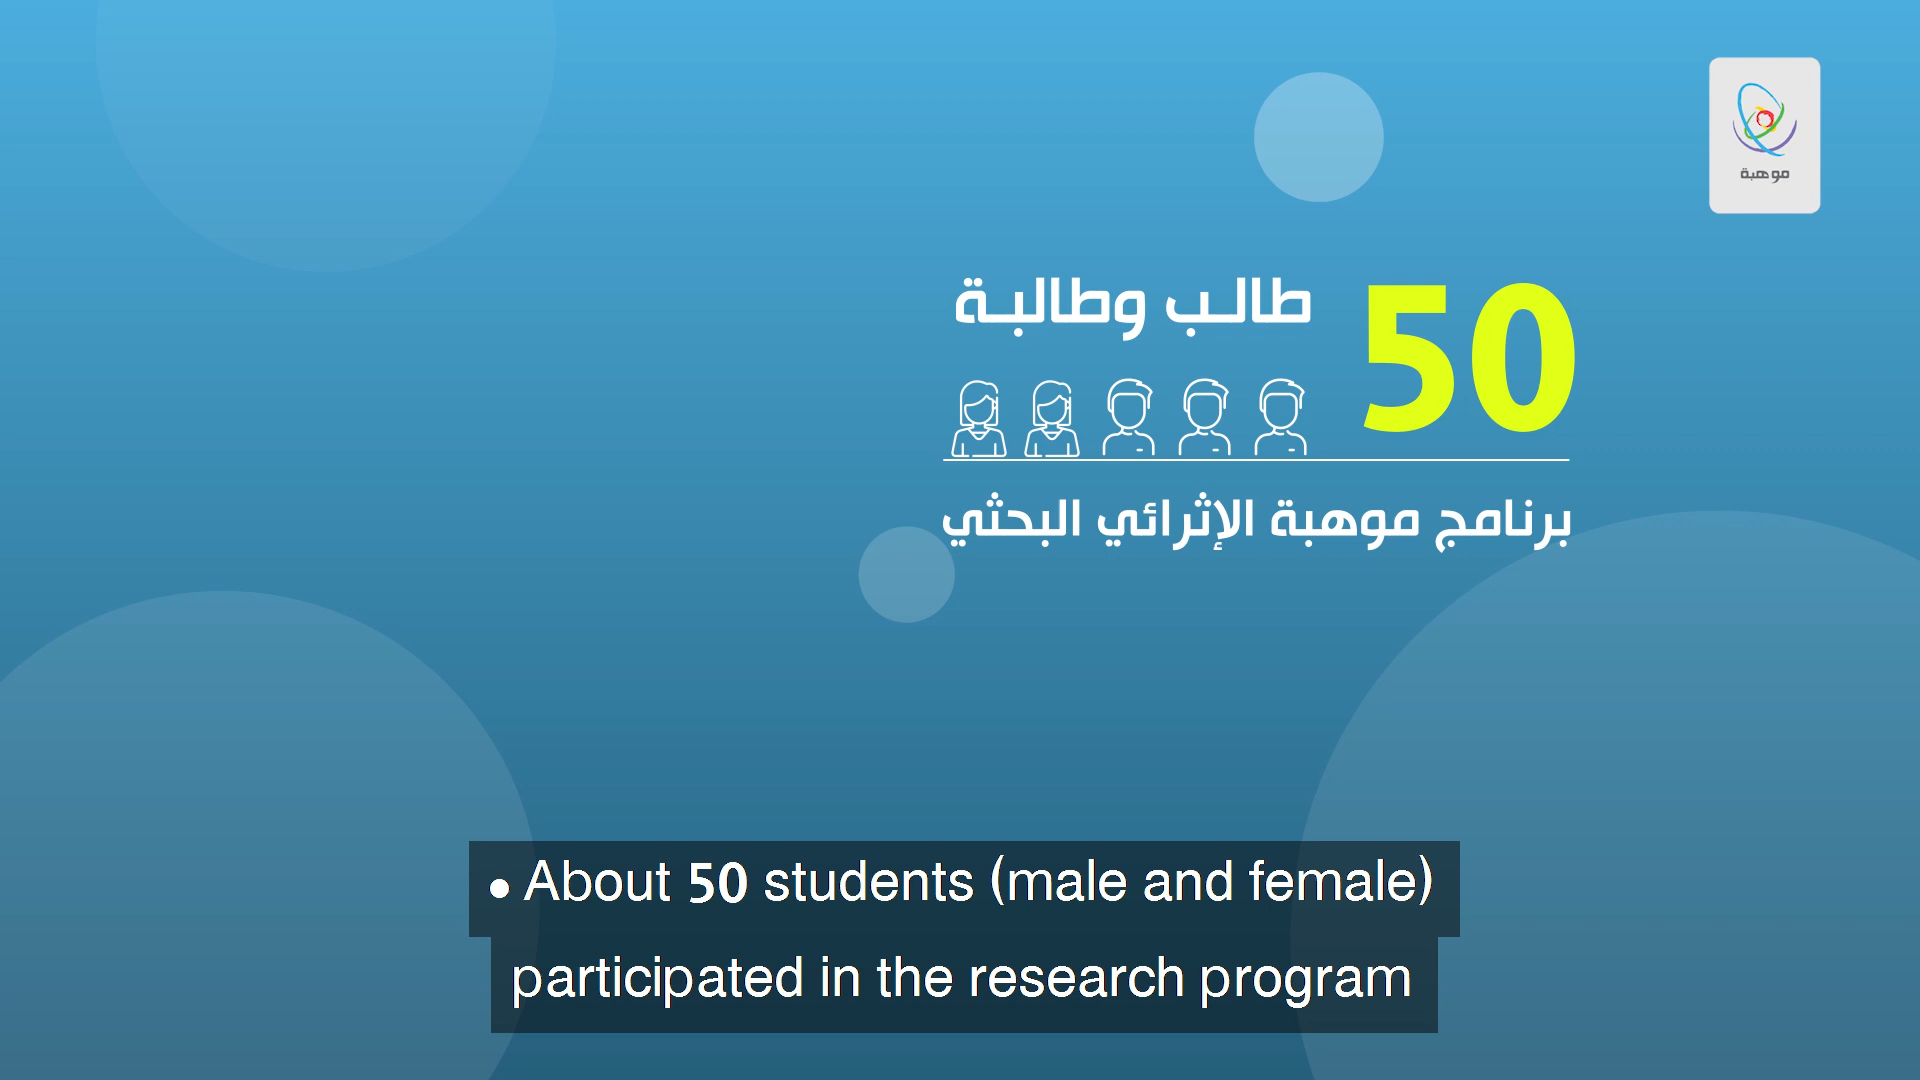 موهبة
50 طالب وطالبة
برنامج موهبة الإثرائي البحثي
• About 50 students (male and female)
participated in the research program